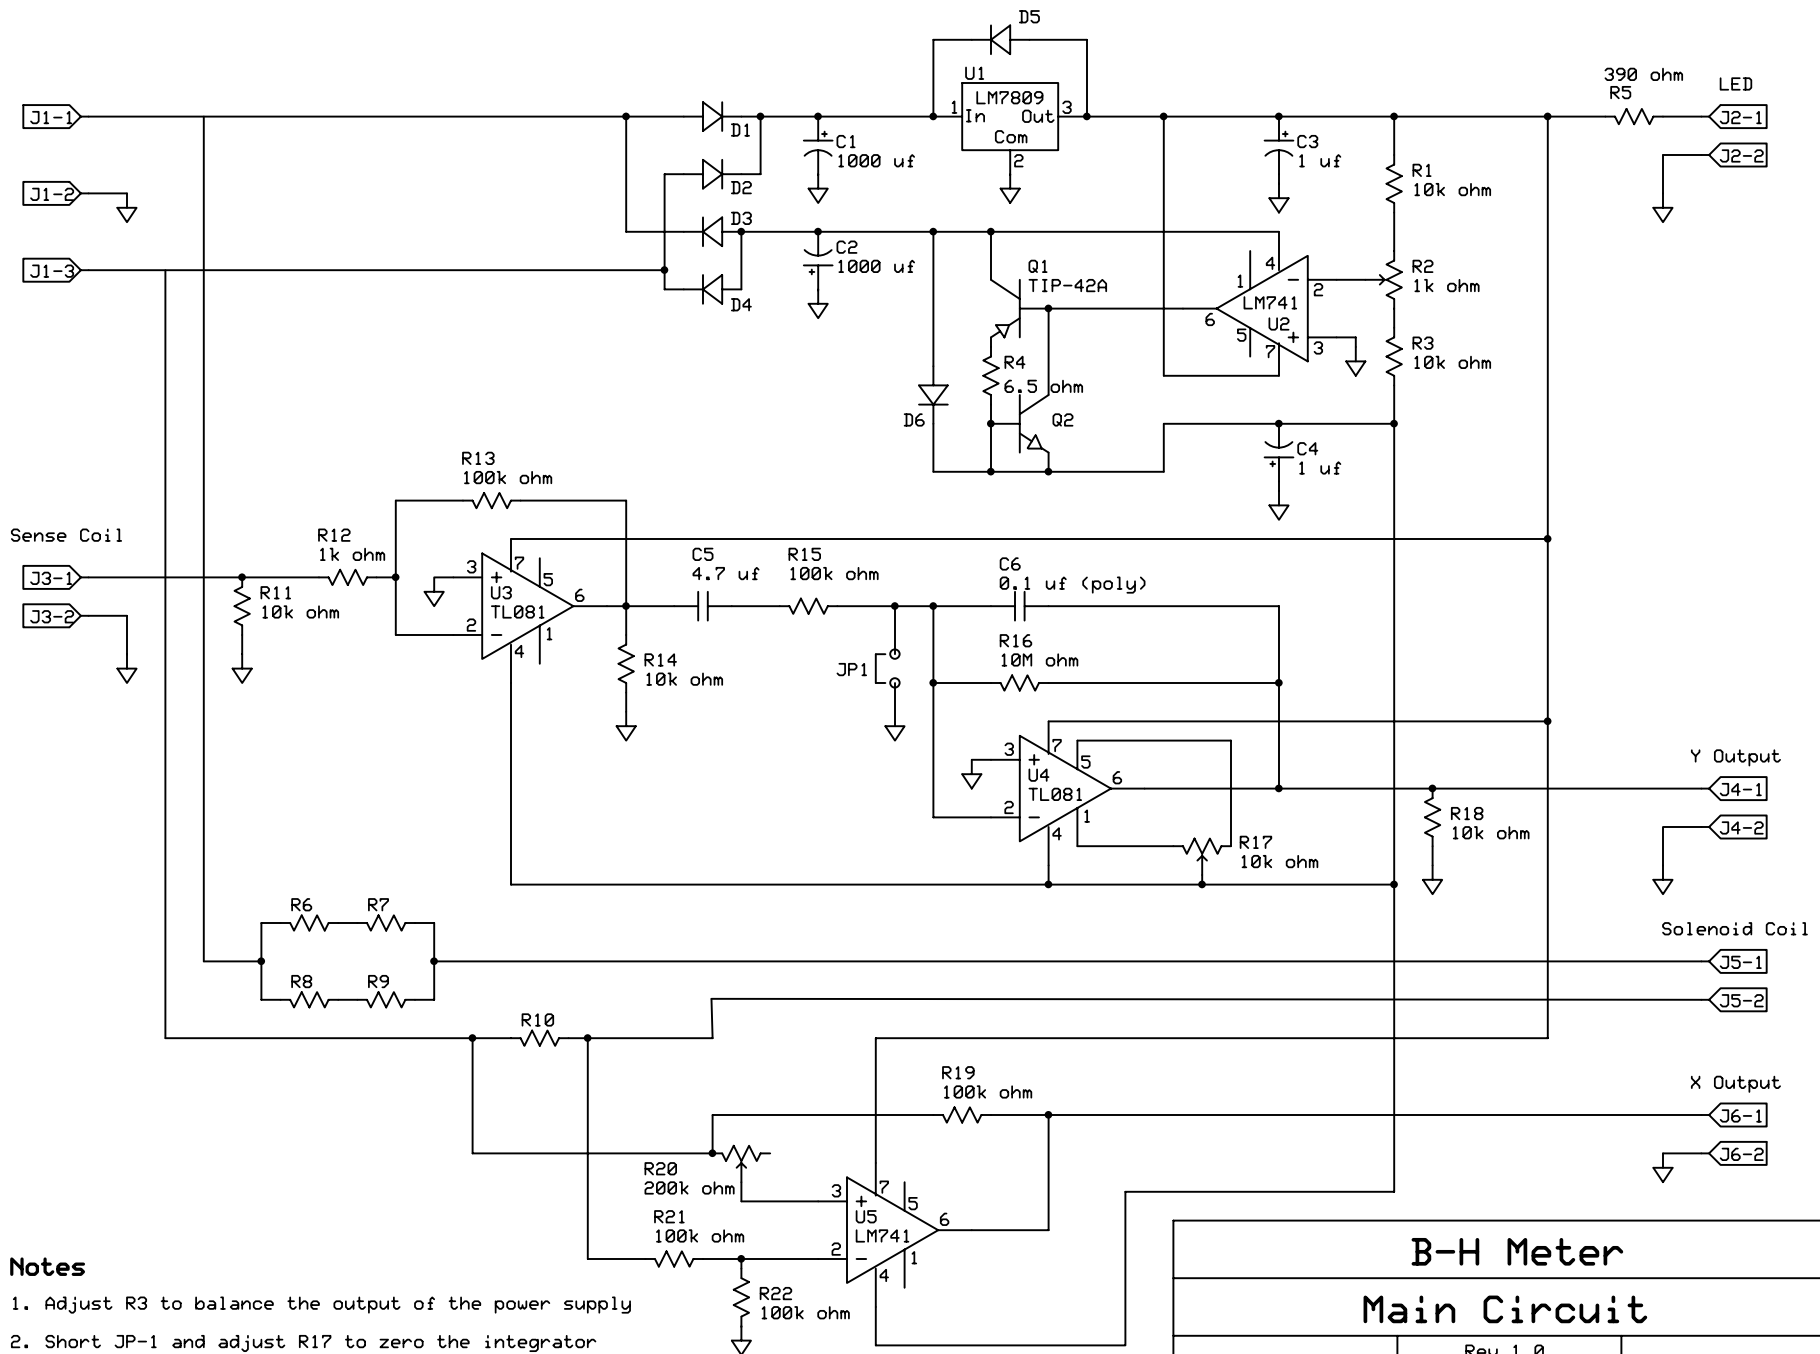 D5
U1
LM7809
1 In Out 3
Com
2
390 ohm
R5
LED
J1-1
J2-1
D1
C1
1000 uf
C3
1 uf
J2-2
D2
R1
10k ohm
J1-2
D3
C2
1000 uf
J1-3
D4
Q1
TIP-42A
1
4
-
2
LM741
U2
6
5
+
3
7
R2
1k ohm
R3
10k ohm
R4
6.5 ohm
D6
Q2
C4
1 uf
R13
100k ohm
Sense Coil
R12
1k ohm
J3-1
R11
10k ohm
J3-2
3
+
7
5
U3
TL081
6
2
-
4
1
C5
4.7 uf
R15
100k ohm
C6
0.1 uf (poly)
R14
10k ohm
JP1
R16
10M ohm
3
+
7
5
U4
TL081
6
2
-
4
1
R17
10k ohm
Y Output
J4-1
R18
10k ohm
J4-2
R6
R7
R8
R9
Solenoid Coil
J5-1
J5-2
R10
R19
100k ohm
X Output
J6-1
J6-2
R20
200k ohm
3
+
7
5
U5
LM741
6
2
-
4
1
R21
100k ohm
R22
100k ohm
Notes
1. Adjust R3 to balance the output of the power supply
2. Short JP-1 and adjust R17 to zero the integrator
B-H Meter
Main Circuit
Rev 1.0